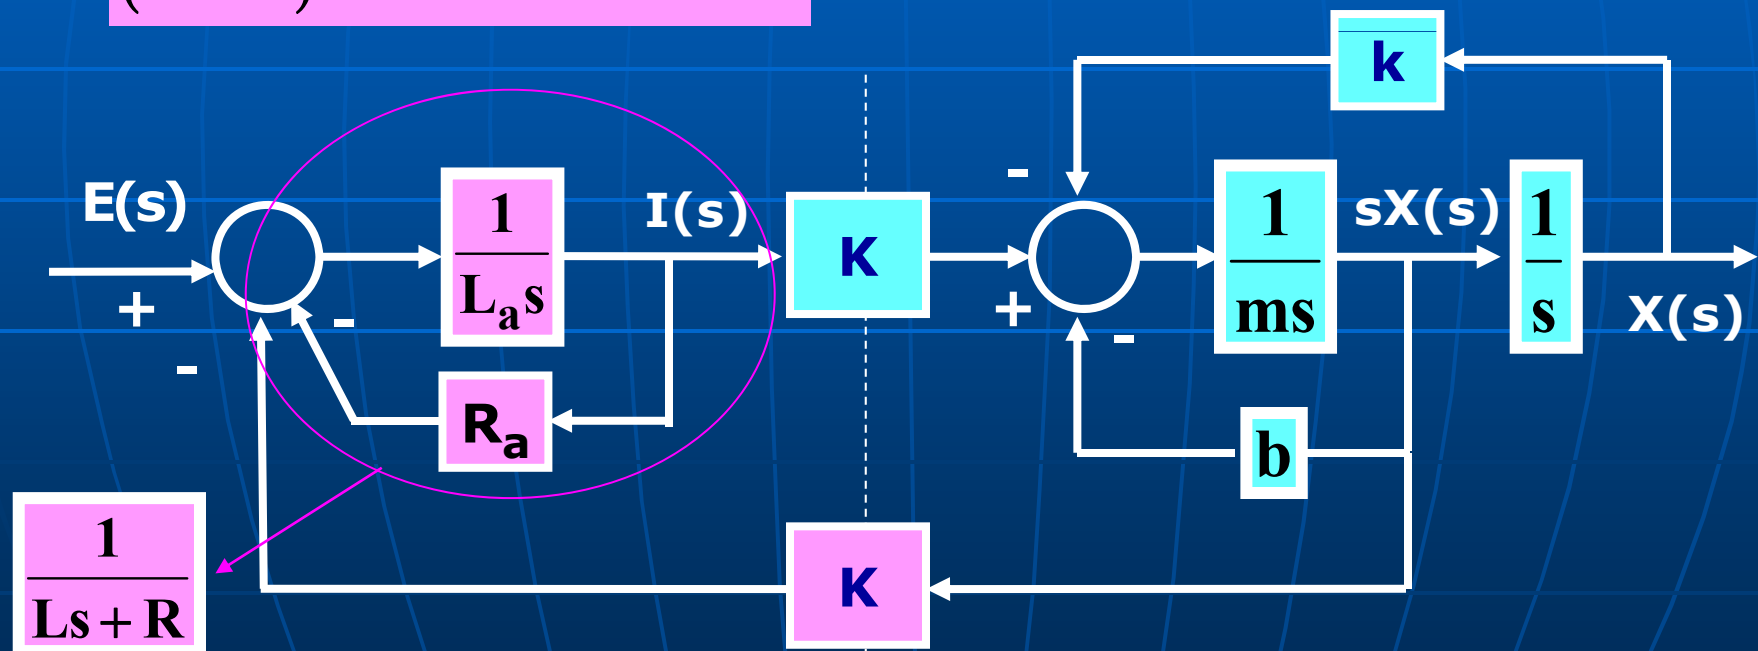 ( )
k
-
E(s)
1
L_a s
I(s)
K
1
ms
sX(s)
1
s
+
-
+
-
X(s)
-
R_a
b
1
Ls + R
K